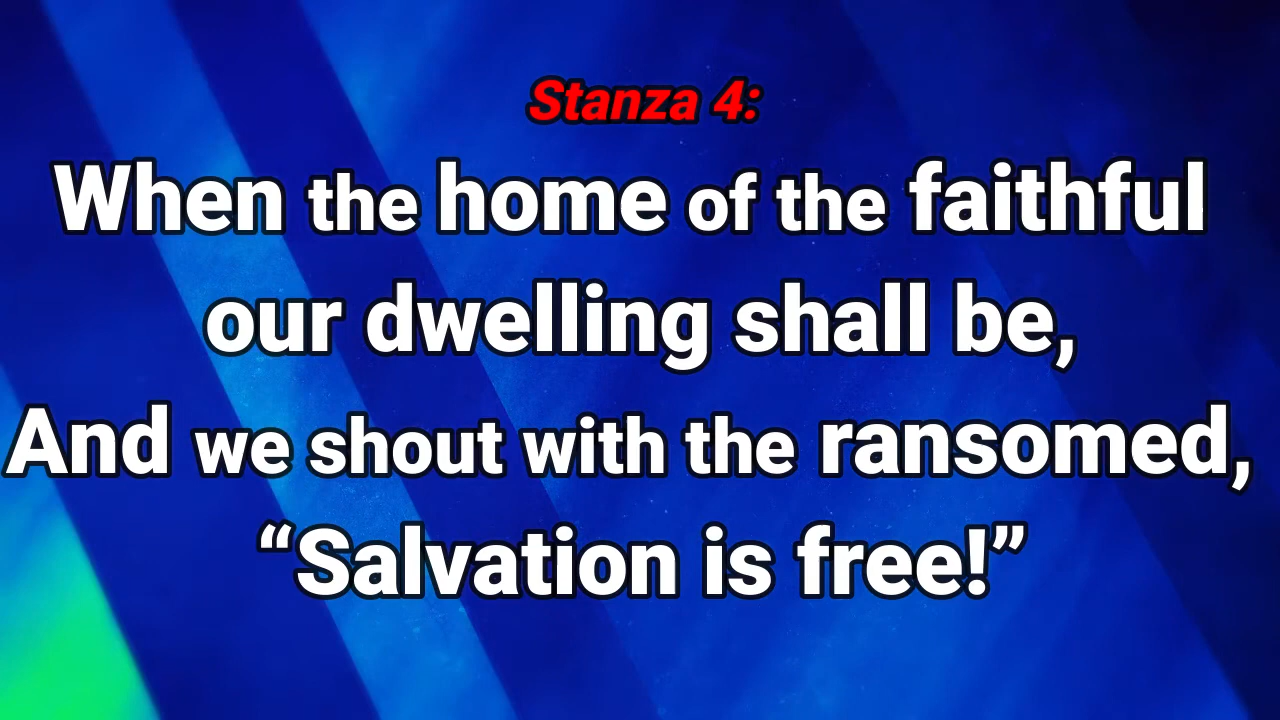 Stanza 4:
When the home of the faithful
our dwelling shall be,
And we shout with the ransomed,
“Salvation is free!”